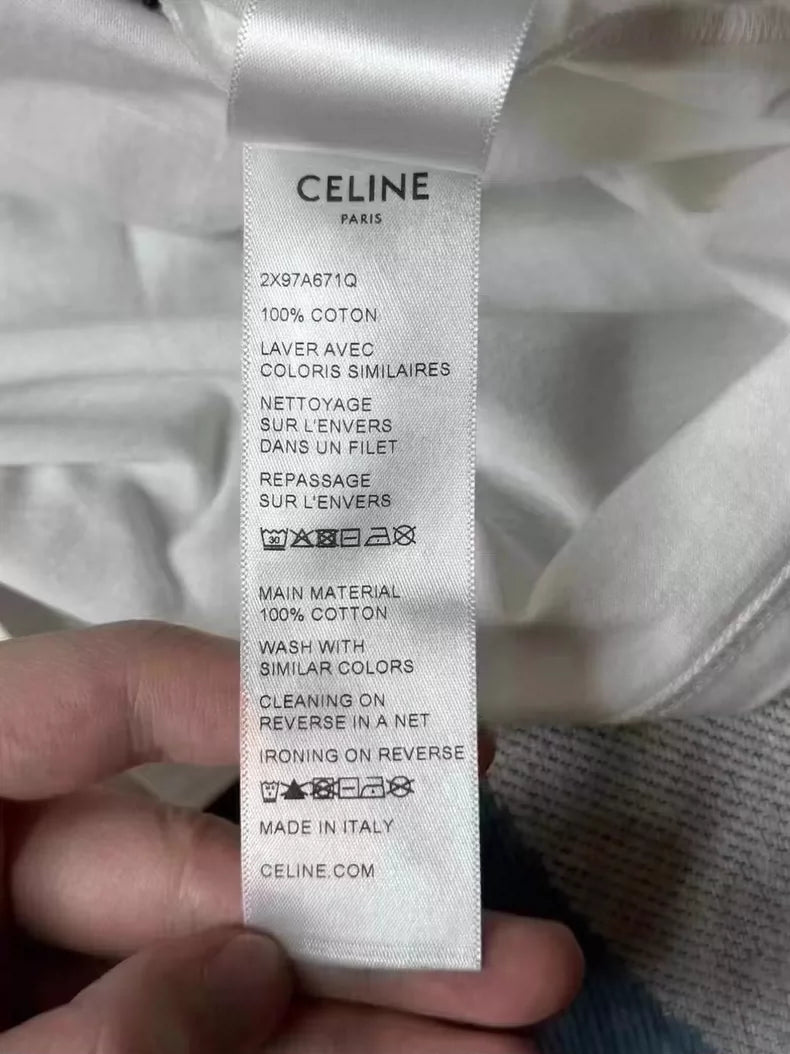 CELINE
PARIS
2X97A671Q
100% COTON
LAVER AVEC
COLORIS SIMILAIRES
NETTOYAGE
SUR L'ENVERS
DANS UN FILET
REPASSAGE
SUR L'ENVERS
30
MAIN MATERIAL
100% COTTON
WASH WITH
SIMILAR COLORS
CLEANING ON
REVERSE IN A NET
IRONING ON REVERSE
MADE IN ITALY
CELINE.COM